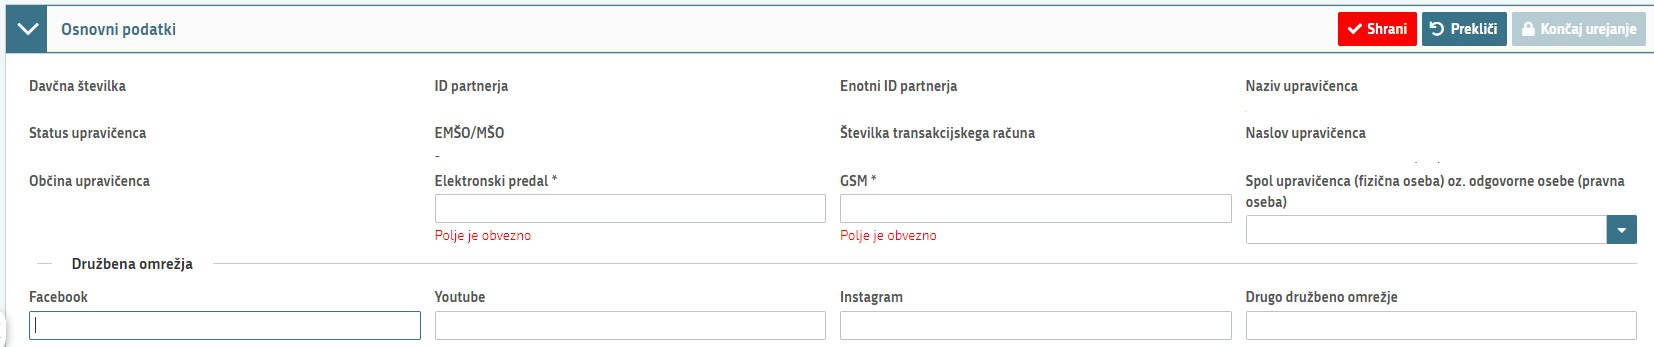 Osnovni podatki
Shrani
Prekliči
Končaj urejanje
Davčna številka
ID partnerja
Enotni ID partnerja
Naziv upravičenca
Status upravičenca
EMŠO/MŠO
Številka transakcijskega računa
Naslov upravičenca
-
Občina upravičenca
Elektronski predal *
GSM *
Spol upravičenca (fizična oseba) oz. odgovorne osebe (pravna
oseba)
Polje je obvezno
Polje je obvezno
Družbena omrežja
Facebook
Youtube
Instagram
Drugo družbeno omrežje